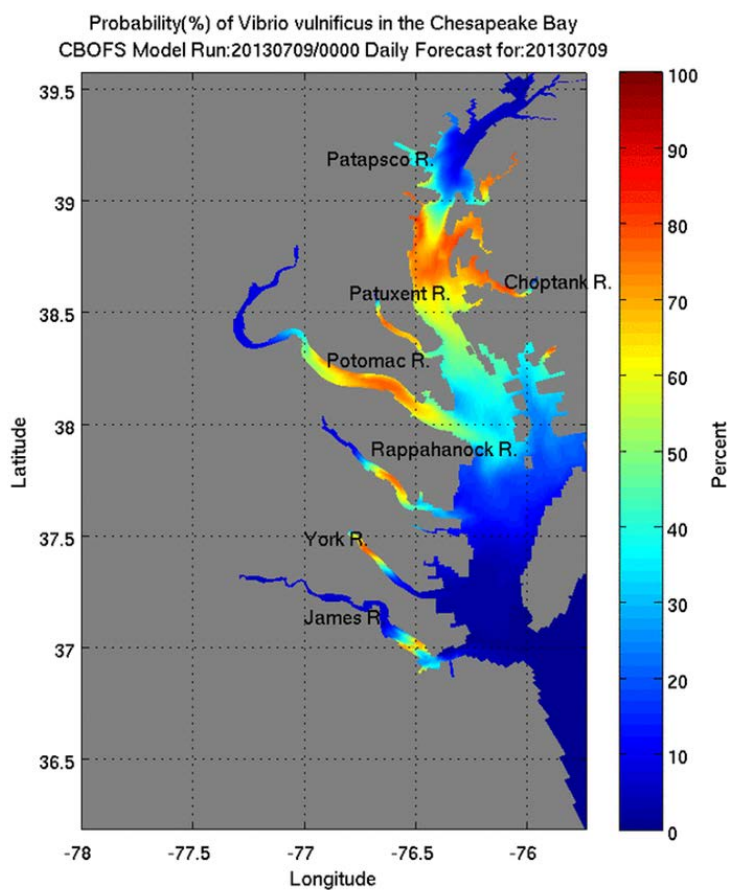 Probability(%) of Vibrio vulnificus in the Chesapeake Bay
CBOFS Model Run:20130709/0000 Daily Forecast for:20130709
39.5
39
38.5
38
37.5
37
36.5
Latitude
Patapsco R.
Choptank R.
Patuxent R.
Potomac R.
Rappahanock R.
York R.
James R
-78
-77.5
-77
-76.5
-76
Longitude
100
90
80
70
60
50
40
30
20
10
0
Percent